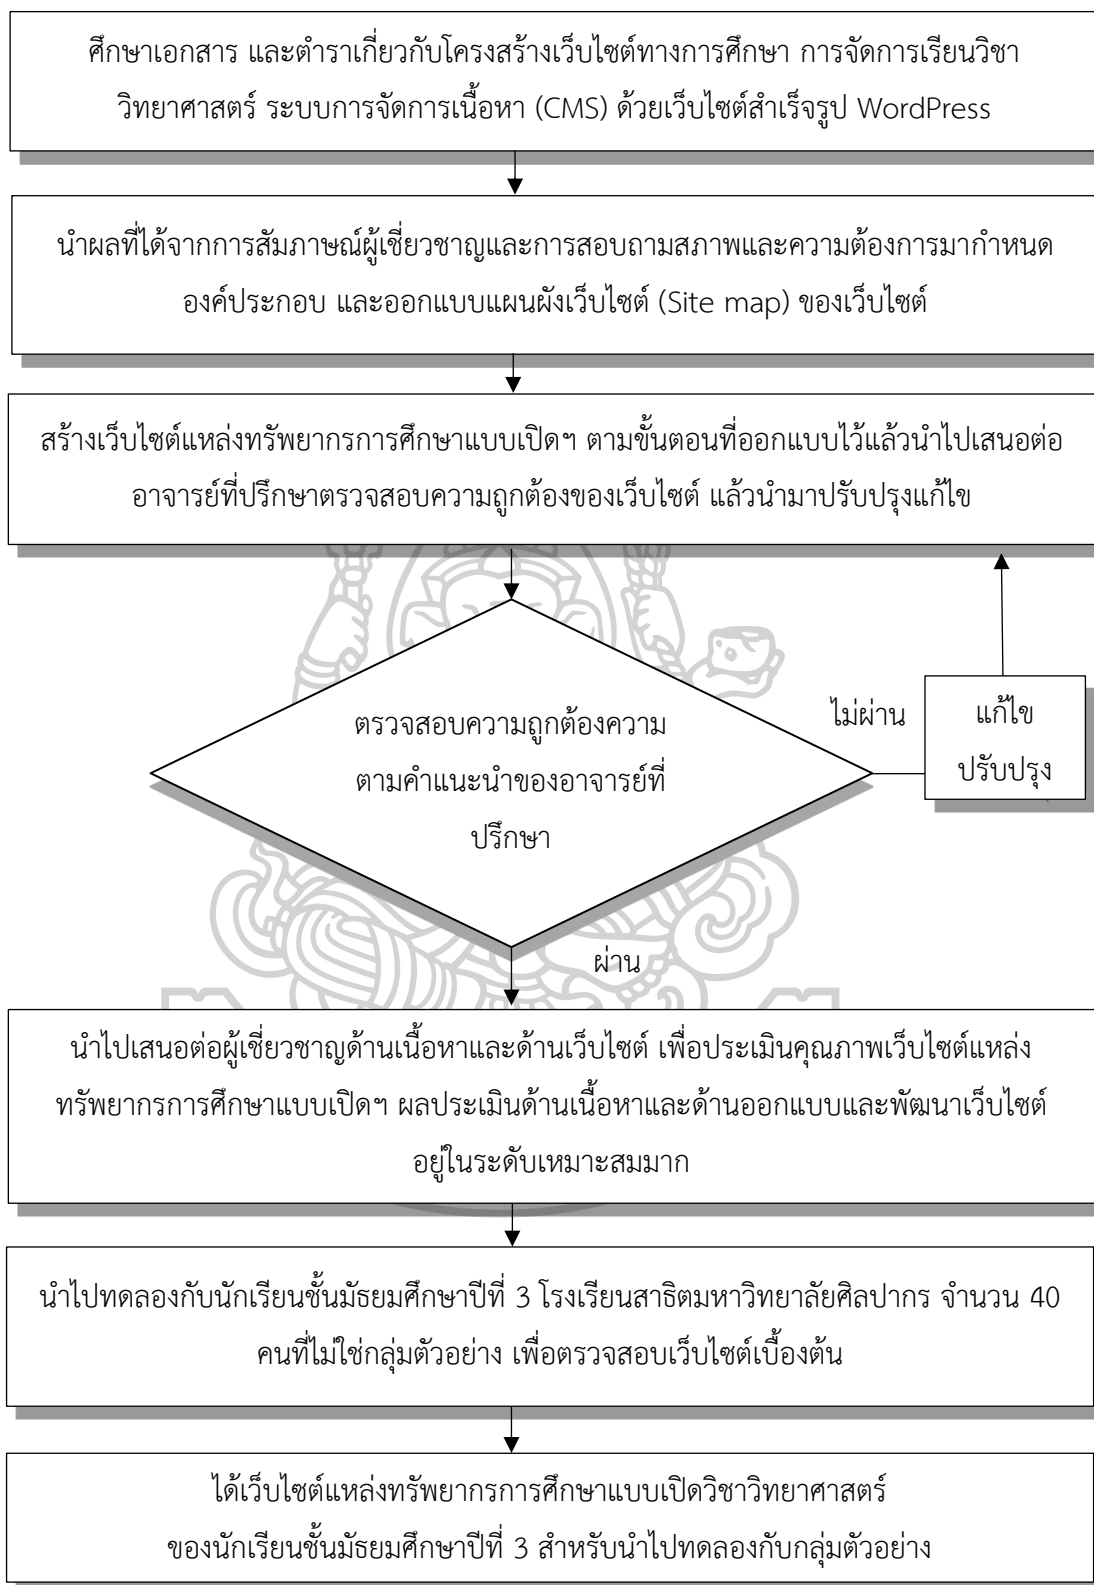 ศึกษาเอกสาร และตำราเกี่ยวกับโครงสร้างเว็บไซต์ทางการศึกษา การจัดการเรียนวิชา
วิทยาศาสตร์ ระบบการจัดการเนื้อหา (CMS) ด้วยเว็บไซต์สำเร็จรูป WordPress
นำผลที่ได้จากการสัมภาษณ์ผู้เชี่ยวชาญและการสอบถามสภาพและความต้องการมากำหนด
องค์ประกอบ และออกแบบแผนผังเว็บไซต์ (Site map) ของเว็บไซต์
สร้างเว็บไซต์แหล่งทรัพยากรการศึกษาแบบเปิดฯ ตามขั้นตอนที่ออกแบบไว้แล้วนำไปเสนอต่อ
อาจารย์ที่ปรึกษาตรวจสอบความถูกต้องของเว็บไซต์ แล้วนำมาปรับปรุงแก้ไข
ตรวจสอบความถูกต้องความ
ตามคำแนะนำของอาจารย์ที่
ปรึกษา
ไม่ผ่าน
แก้ไข
ปรับปรุง
ผ่าน
นำไปเสนอต่อผู้เชี่ยวชาญด้านเนื้อหาและด้านเว็บไซต์ เพื่อประเมินคุณภาพเว็บไซต์แหล่ง
ทรัพยากรการศึกษาแบบเปิดฯ ผลประเมินด้านเนื้อหาและด้านออกแบบและพัฒนาเว็บไซต์
อยู่ในระดับเหมาะสมมาก
นำไปทดลองกับนักเรียนชั้นมัธยมศึกษาปีที่ 3 โรงเรียนสาธิตมหาวิทยาลัยศิลปากร จำนวน 40
คนที่ไม่ใช่กลุ่มตัวอย่าง เพื่อตรวจสอบเว็บไซต์เบื้องต้น
ได้เว็บไซต์แหล่งทรัพยากรการศึกษาแบบเปิดวิชาวิทยาศาสตร์
ของนักเรียนชั้นมัธยมศึกษาปีที่ 3 สำหรับนำไปทดลองกับกลุ่มตัวอย่าง